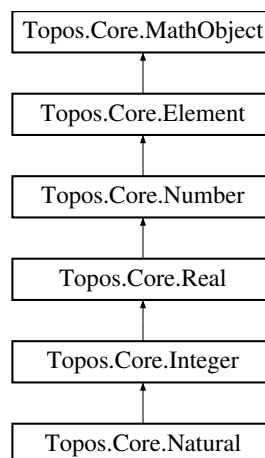 Topos.Core.MathObject
Topos.Core.Element
Topos.Core.Number
Topos.Core.Real
Topos.Core.Integer
Topos.Core.Natural